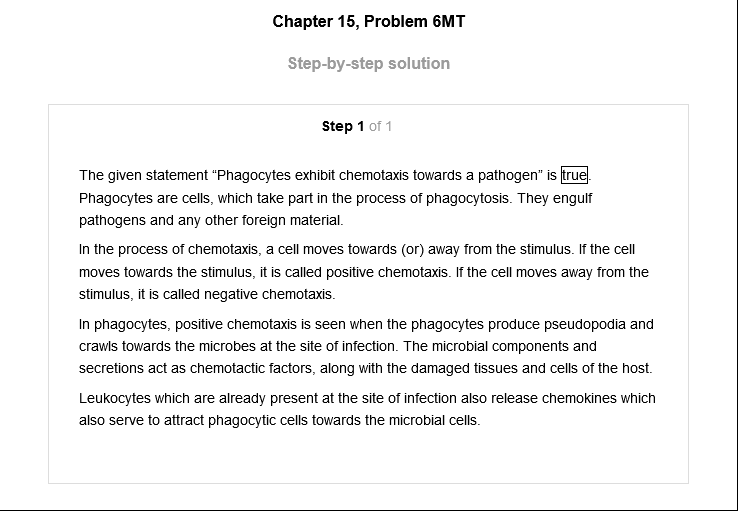 Chapter 15, Problem 6MT
Step-by-step solution
Step 1 of 1
The given statement “Phagocytes exhibit chemotaxis towards a pathogen” is true.
Phagocytes are cells, which take part in the process of phagocytosis. They engulf
pathogens and any other foreign material.
In the process of chemotaxis, a cell moves towards (or) away from the stimulus. If the cell
moves towards the stimulus, it is called positive chemotaxis. If the cell moves away from the
stimulus, it is called negative chemotaxis.
In phagocytes, positive chemotaxis is seen when the phagocytes produce pseudopodia and
crawls towards the microbes at the site of infection. The microbial components and
secretions act as chemotactic factors, along with the damaged tissues and cells of the host.
Leukocytes which are already present at the site of infection also release chemokines which
also serve to attract phagocytic cells towards the microbial cells.